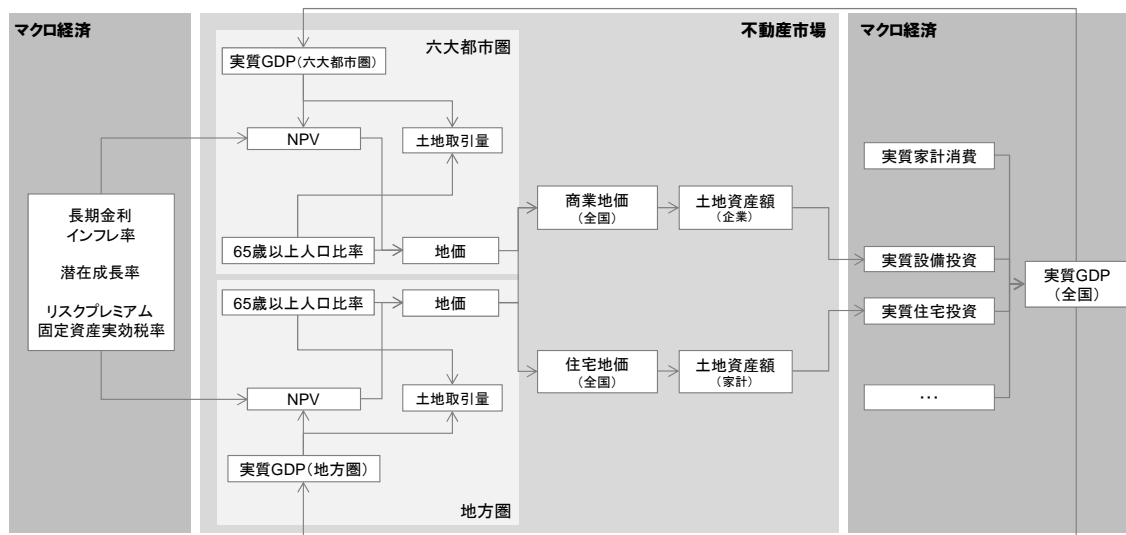 マクロ経済
長期金利
インフレ率
潜在成長率
リスクプレミアム
固定資産実効税率
不動産市場
六大都市圏
実質GDP(六大都市圏)
NPV
土地取引量
65歳以上人口比率
地価
65歳以上人口比率
地価
NPV
土地取引量
実質GDP(地方圏)
地方圏
商業地価
(全国)
土地資産額
(企業)
住宅地価
(全国)
土地資産額
(家計)
マクロ経済
実質家計消費
実質設備投資
実質住宅投資
…
実質GDP
(全国)